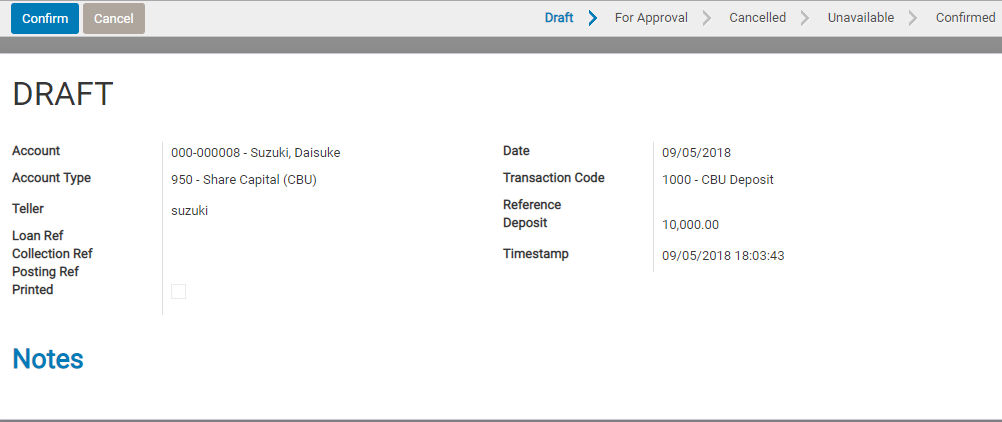 Confirm Cancel Draft For Approval Cancelled Unavailable Confirmed
DRAFT
Account 000-000008 - Suzuki, Daisuke
Account Type 950 - Share Capital (CBU)
Teller suzuki
Loan Ref
Collection Ref
Posting Ref
Printed
Date 09/05/2018
Transaction Code 1000 - CBU Deposit
Reference
Deposit 10,000.00
Timestamp 09/05/2018 18:03:43
Notes